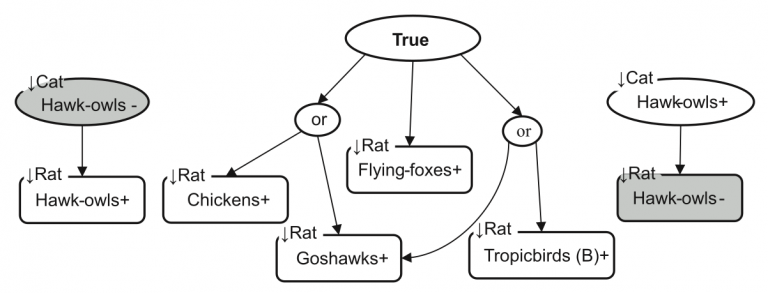 True
↓Cat
Hawk-owls -
↓Cat
Hawk-owls+
or
or
↓Rat
Flying-foxes+
↓Rat
Hawk-owls+
↓Rat
Chickens+
↓Rat
Hawk-owls-
↓Rat
Goshawks+
↓Rat
Tropicbirds (B)+